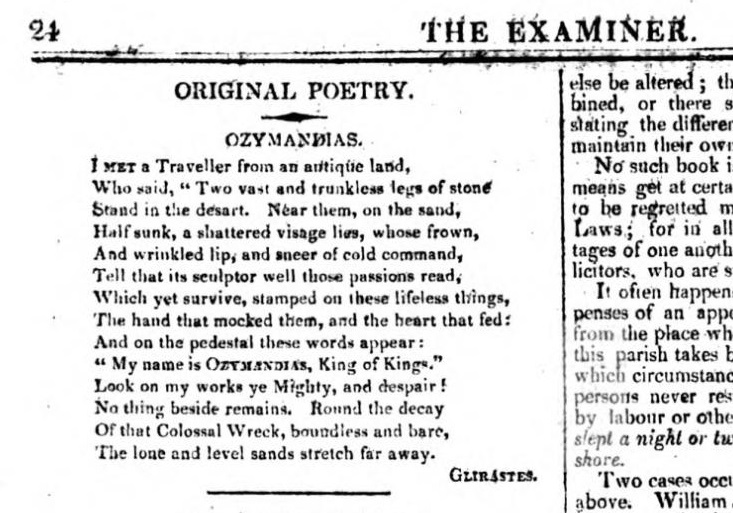 24
THE EXAMINER.
ORIGINAL POETRY.
OZYMANDIAS.
I MET a Traveller from an antique land,
Who said, “ Two vast and trunkless legs of stone
Stand in the desart. Near them, on the sand,
Half sunk, a shattered visage lies, whose frown,
And wrinkled lip, and sneer of cold command,
Tell that its sculptor well those passions read,
Which yet survive, stamped on these lifeless things,
The hand that mocked them, and the heart that fed:
And on the pedestal these words appear:
“ My name is OZYMANDIAS, King of Kings.”
Look on my works ye Mighty, and despair!
No thing beside remains. Round the decay
Of that Colossal Wreck, boundless and bare,
The lone and level sands stretch far away.
GLIRASTES.
else be altered ; th
bined, or there s
stating the differen
maintain their own
No such book i
means get at certa
to be regretted m
Laws ; for in all
tages of one anoth
licitors, who are s
It often happen
penses of an appe
from the place wh
this parish takes b
which circumstanc
persons never res
by labour or othe
slept a night or tw
shore.
Two cases occu
above. William